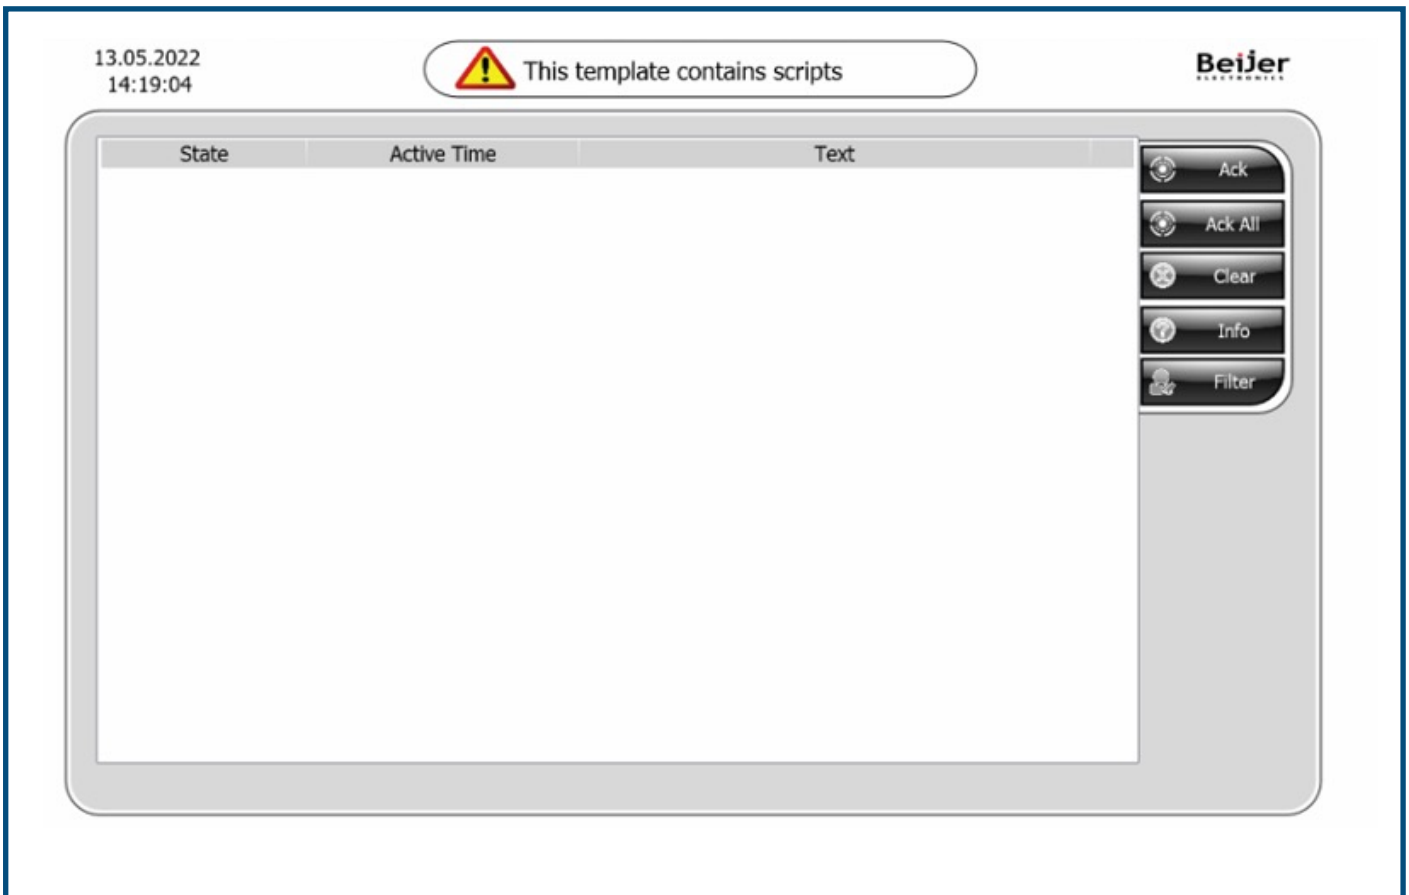 13.05.2022
14:19:04
This template contains scripts
BeiJer
ELECTRONICS
State Active Time Text
Ack
Ack All
Clear
Info
Filter